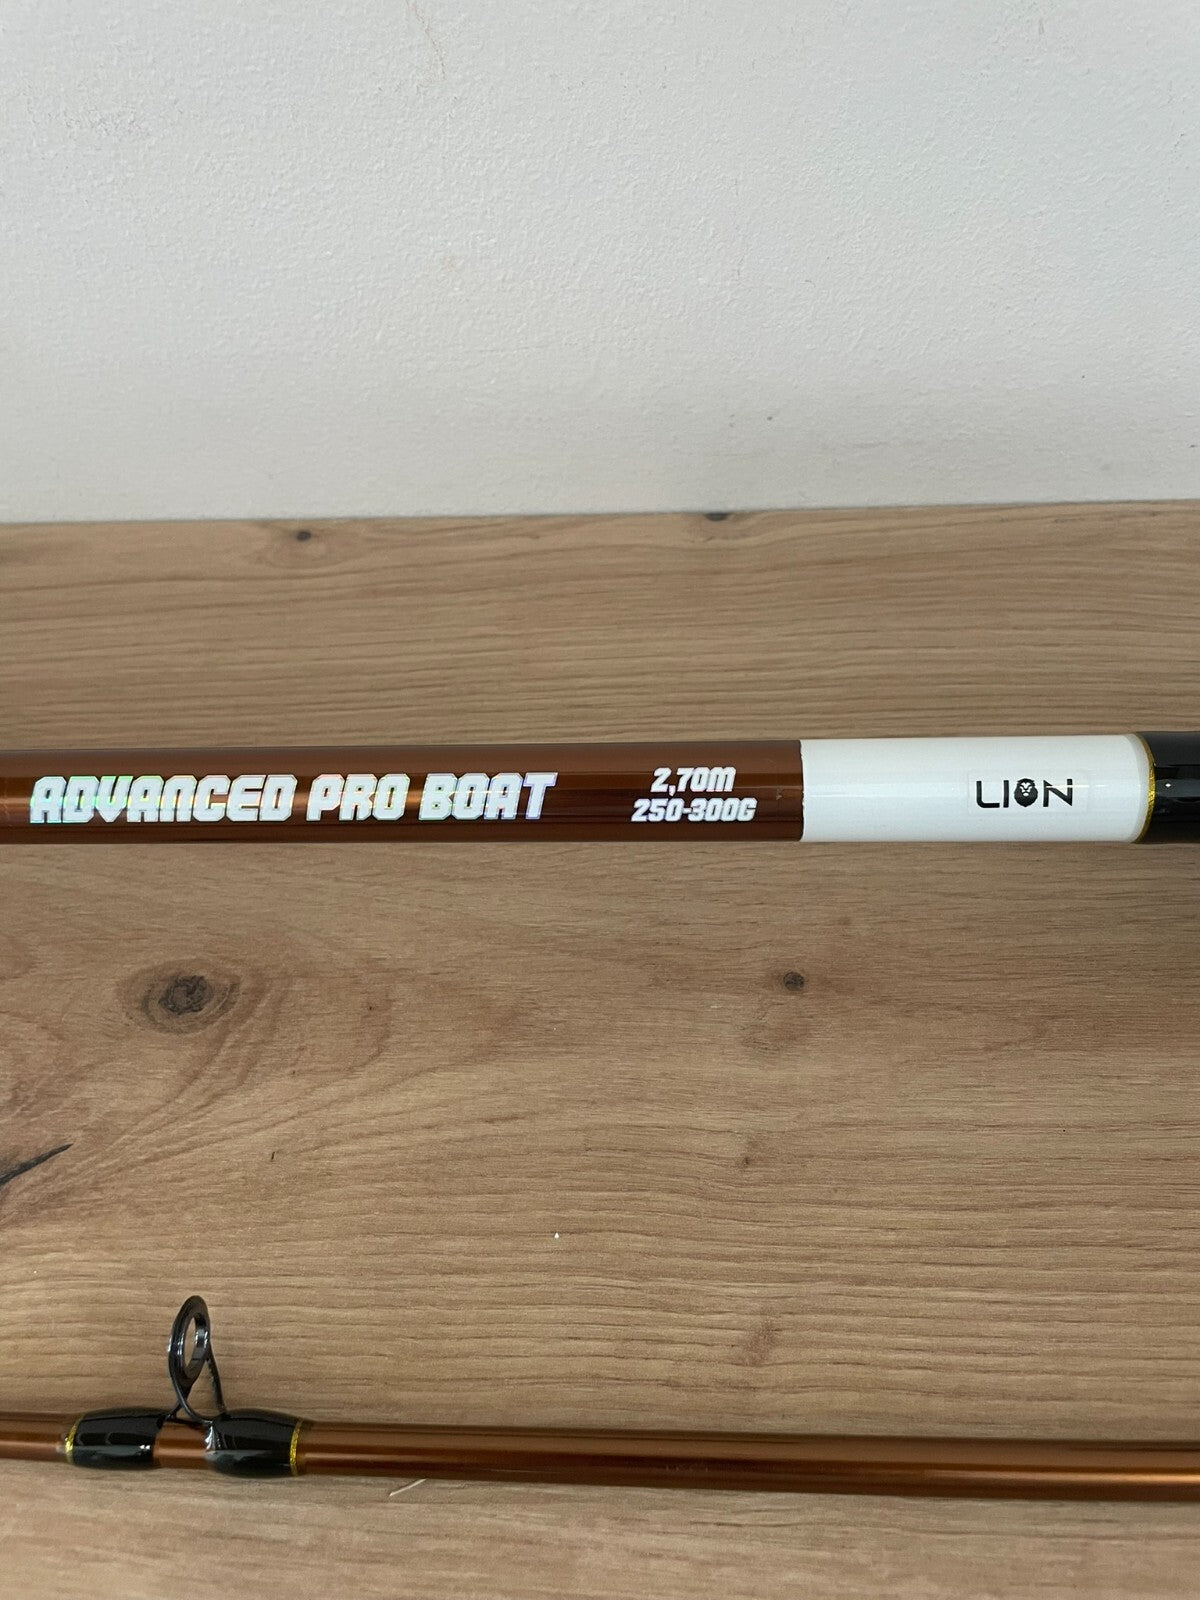 ADVANCED PRO BOAT
2,70M
250-300G
LION